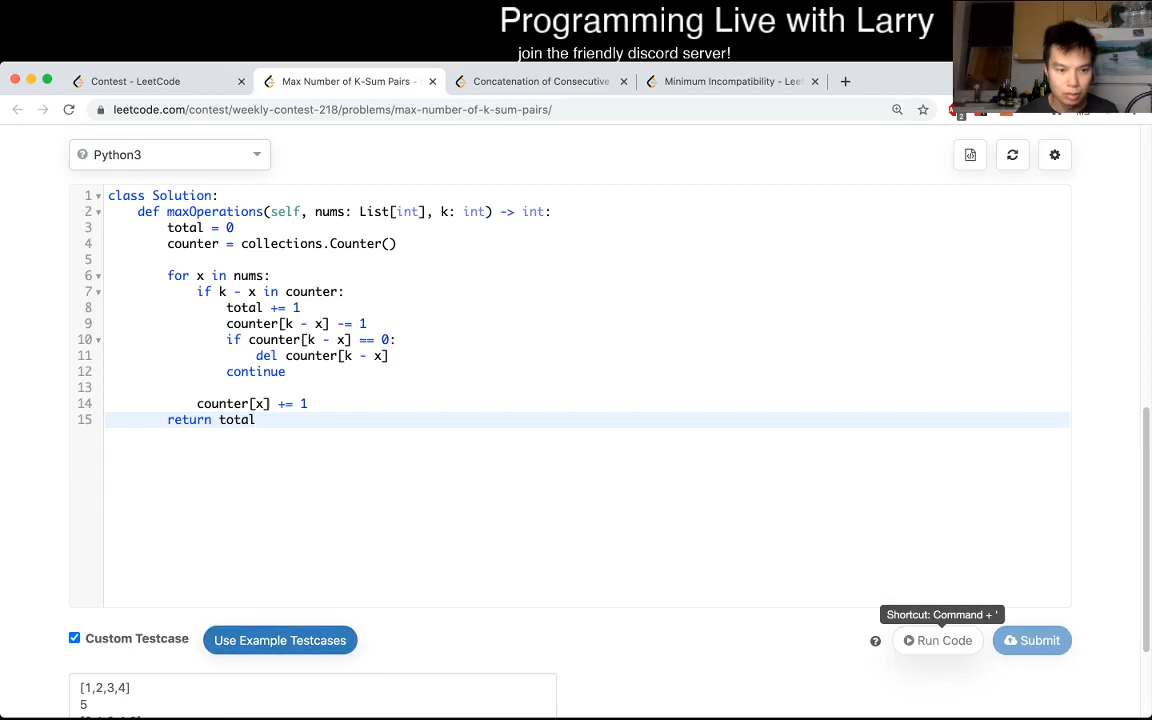 Programming Live with Larry
join the friendly discord server!
Contest - LeetCode
Max Number of K-Sum Pairs -
Concatenation of Consecutive
Minimum Incompatibility - Leet
leetcode.com/contest/weekly-contest-218/problems/max-number-of-k-sum-pairs/
2
Python3
1 class Solution:
2 def maxOperations(self, nums: List[int], k: int) -> int:
3 total = 0
4 counter = collections.Counter()
5
6 for x in nums:
7 if k - x in counter:
8 total += 1
9 counter[k - x] -= 1
10 if counter[k - x] == 0:
11 del counter[k - x]
12 continue
13
14 counter[x] += 1
15 return total
Shortcut: Command + '
Custom Testcase
Use Example Testcases
Run Code
Submit
[1,2,3,4]
5